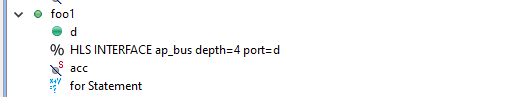 foo1
d
% HLS INTERFACE ap_bus depth=4 port=d
S acc
for Statement